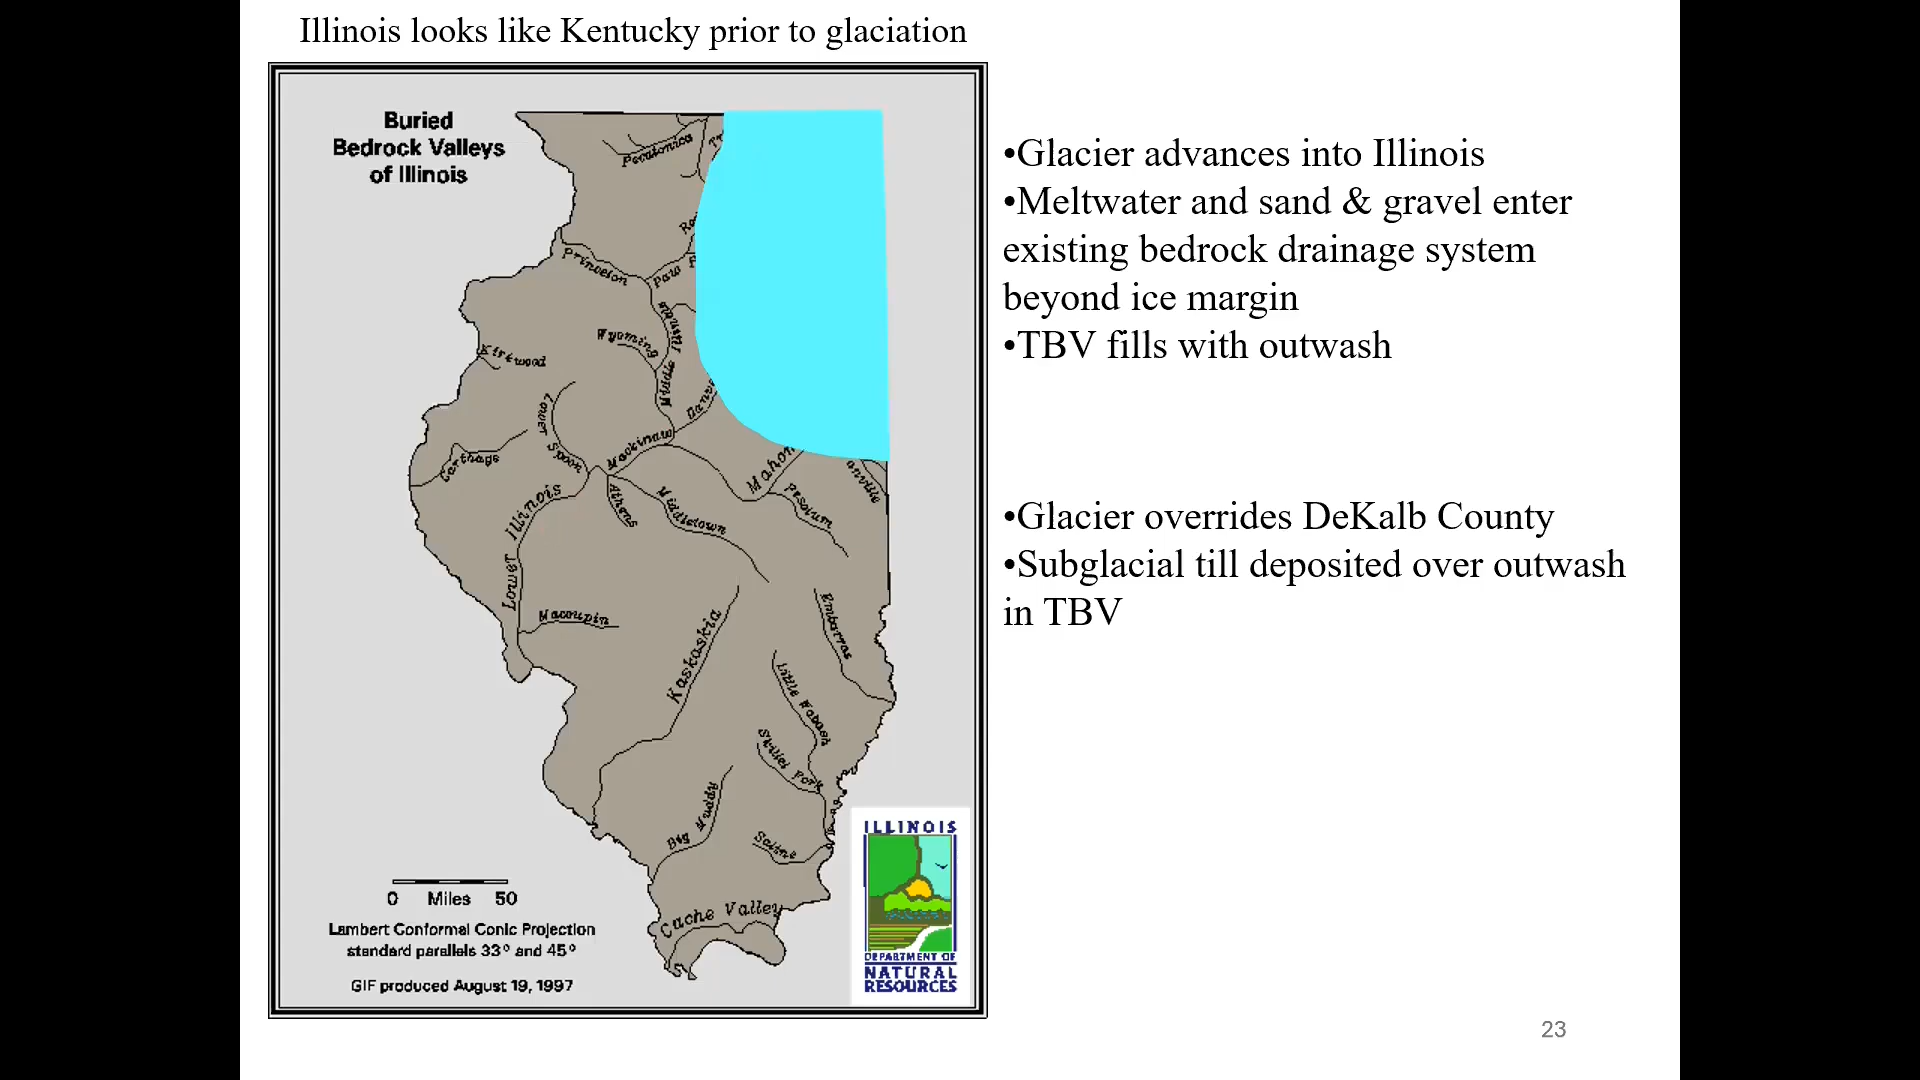 Illinois looks like Kentucky prior to glaciation
Buried
Bedrock Valleys
of Illinois
Pecatonica
Princeton
Paw
Wyoming
Kirkwood
Middle
Lower Spoon
Mackinaw
Carthage
Lower Illinois
Athens
Middletown
Pesotum
Macoupin
Kaskaskia
Embarras
Little Wabash
Skillet Fork
Big Muddy
Saline
Cache Valley
0 Miles 50
Lambert Conformal Conic Projection
standard parallels 33° and 45°
GIF produced August 19, 1997
ILLINOIS
DEPARTMENT OF
NATURAL
RESOURCES
•Glacier advances into Illinois
•Meltwater and sand & gravel enter
existing bedrock drainage system
beyond ice margin
•TBV fills with outwash
•Glacier overrides DeKalb County
•Subglacial till deposited over outwash
in TBV
23